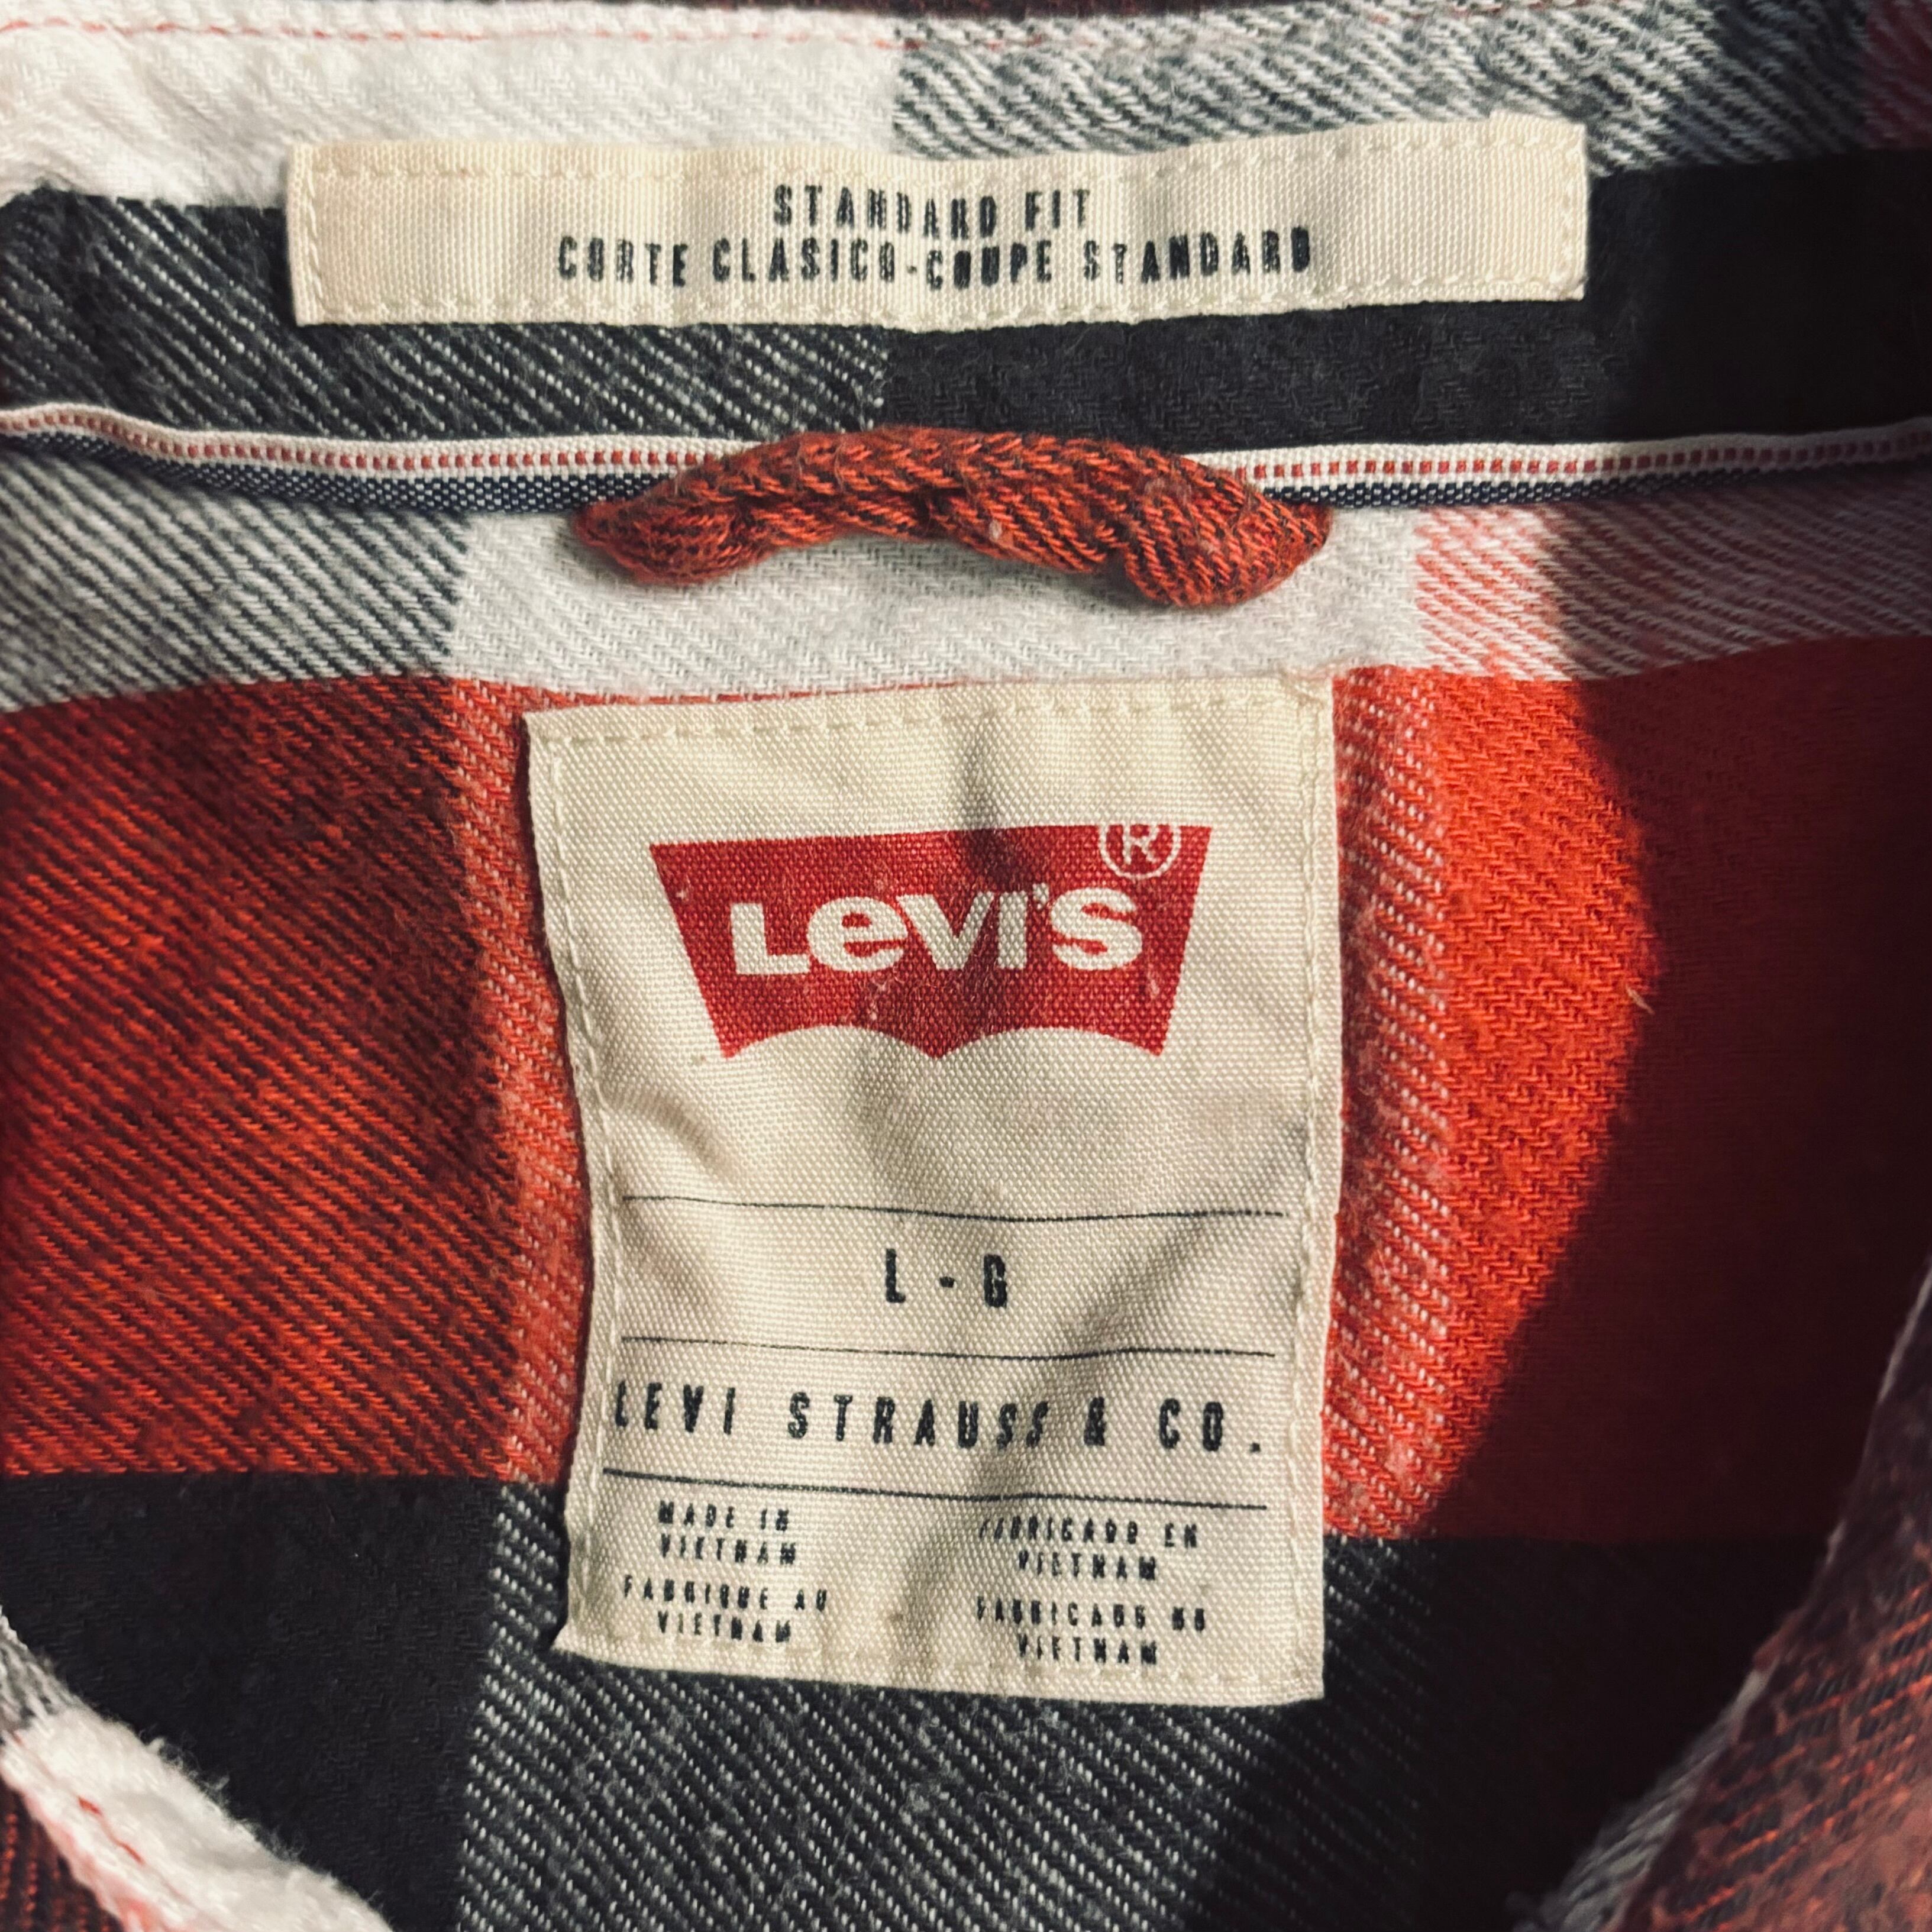 STANDARD FIT
CORTE CLASICO-COUPE STANDARD
Levi's®
L - G
LEVI STRAUSS & CO.
MADE IN
VIETNAM
FABRIQUE AU
VIETNAM
FABRICADO EN
VIETNAM
FABRICADO NO
VIETNAM